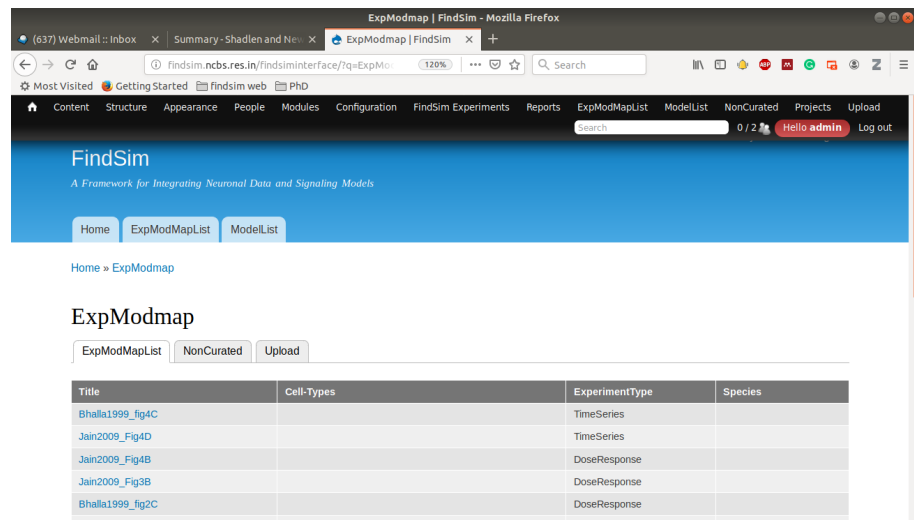 ExpModmap | FindSim - Mozilla Firefox
(637) Webmail :: Inbox × Summary - Shadlen and New × ExpModmap | FindSim × +
findsim.ncbs.res.in/findsiminterface/?q=ExpMo 120% ... Search
Most Visited Getting Started findsim web PhD
Content Structure Appearance People Modules Configuration FindSim Experiments Reports ExpModMapList ModelList NonCurated Projects Upload
Search 0 / 2 Hello admin Log out
FindSim
A Framework for Integrating Neuronal Data and Signaling Models
Home ExpModMapList ModelList
Home » ExpModmap
ExpModmap
ExpModMapList NonCurated Upload
Title Cell-Types ExperimentType Species
Bhalla1999_fig4C TimeSeries
Jain2009_Fig4D TimeSeries
Jain2009_Fig4B DoseResponse
Jain2009_Fig3B DoseResponse
Bhalla1999_fig2C DoseResponse